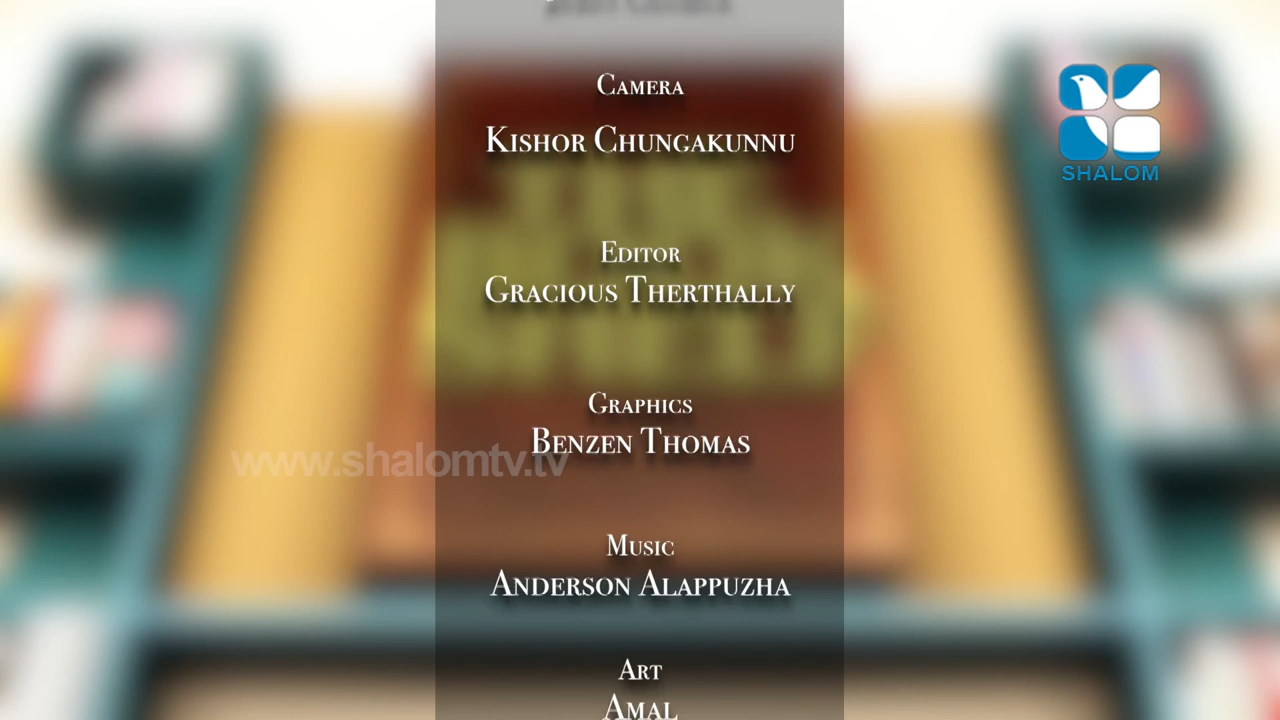 Camera
Kishor Chungakunnu
SHALOM
Editor
Gracious Therthally
Graphics
Benzen Thomas
www.shalomtv.tv
Music
Anderson Alappuzha
Art
Amal